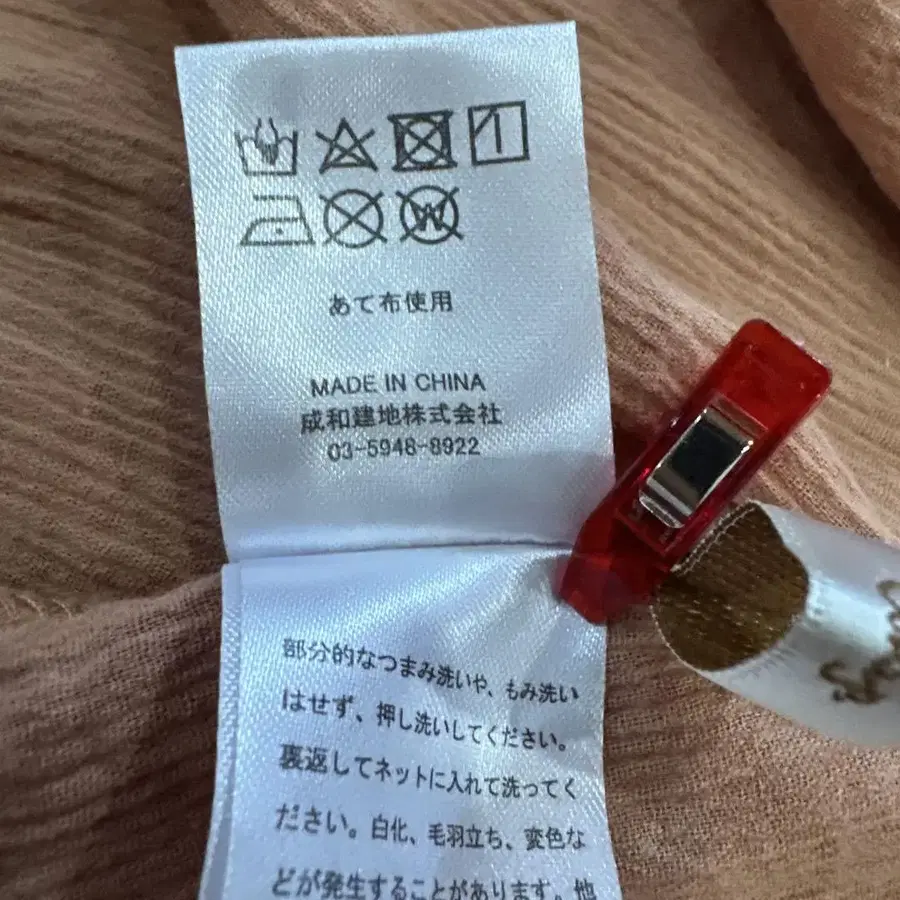 あて布使用
MADE IN CHINA
成和建地株式会社
03-5948-8922
部分的なつまみ洗いや、もみ洗い
はせず、押し洗いしてください。
裏返してネットに入れて洗ってく
ださい。白化、毛羽立ち、変色な
どが発生することがあります。他